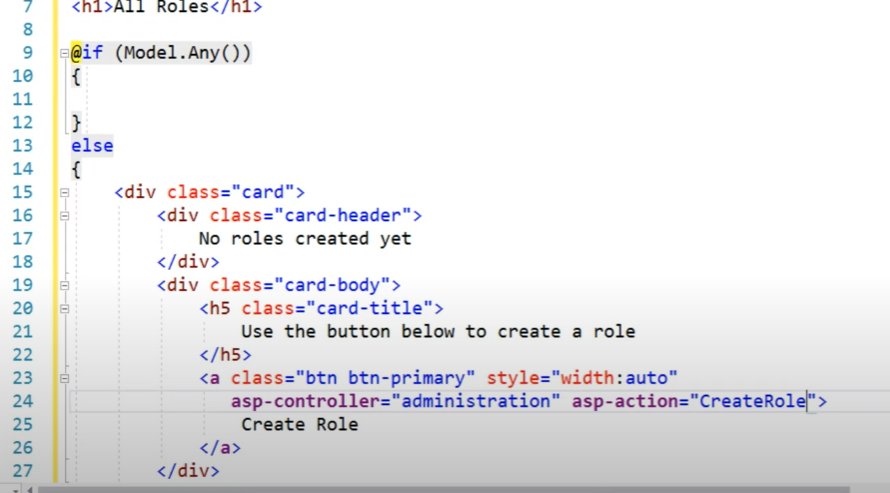 7 <h1>All Roles</h1>
8
9 @if (Model.Any())
10 {
11
12 }
13 else
14 {
15 <div class="card">
16 <div class="card-header">
17 No roles created yet
18 </div>
19 <div class="card-body">
20 <h5 class="card-title">
21 Use the button below to create a role
22 </h5>
23 <a class="btn btn-primary" style="width:auto"
24 asp-controller="administration" asp-action="CreateRole">
25 Create Role
26 </a>
27 </div>